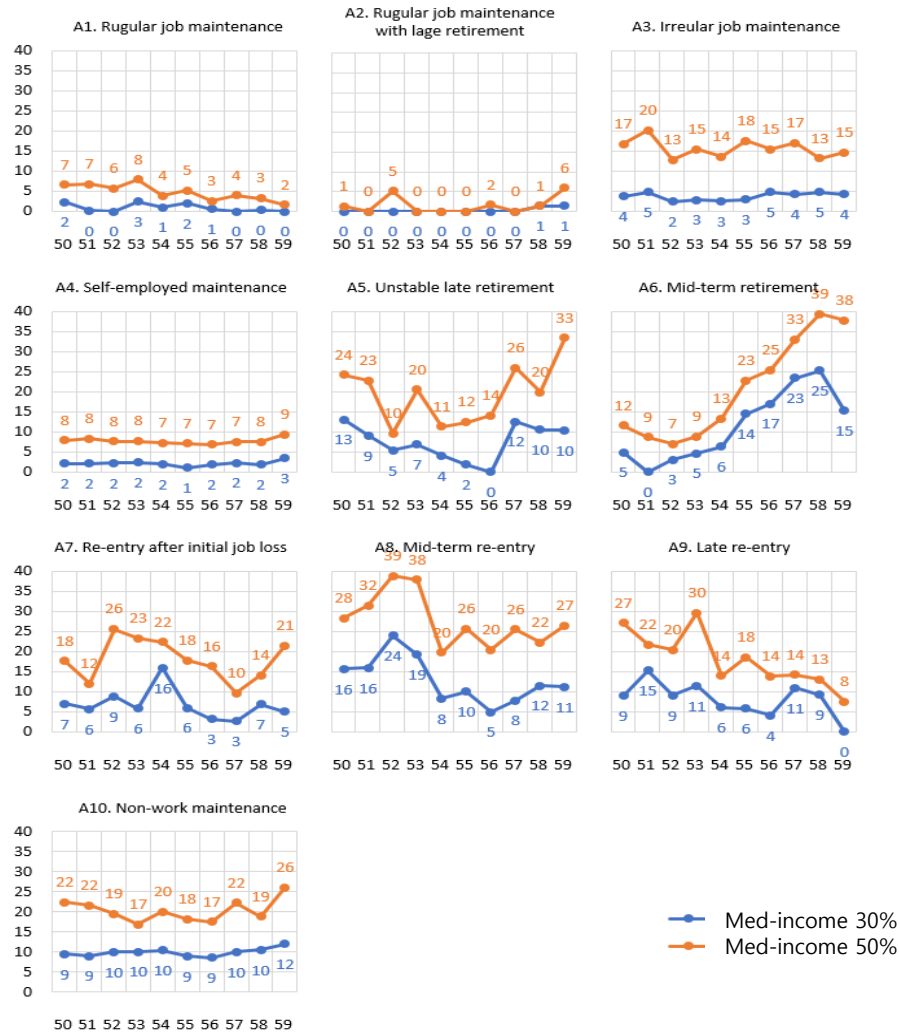 A1. Rugular job maintenance
40
35
30
25
20
15
10
5
0
7 7 6 8 4 5 3 4 3 2
2 0 0 3 1 2 1 0 0 0
50 51 52 53 54 55 56 57 58 59
A2. Rugular job maintenance
with lage retirement
1 0 5 0 0 0 2 0 1 6
0 0 0 0 0 0 0 0 1 1
50 51 52 53 54 55 56 57 58 59
A3. Irreular job maintenance
17 20 13 15 14 18 15 17 13 15
4 5 2 3 3 3 5 4 5 4
50 51 52 53 54 55 56 57 58 59
A4. Self-employed maintenance
40
35
30
25
20
15
10
5
0
8 8 8 8 7 7 7 7 8 9
2 2 2 2 2 1 2 2 2 3
50 51 52 53 54 55 56 57 58 59
A5. Unstable late retirement
24 23 10 20 11 12 14 26 20 33
13 9 5 7 4 2 0 12 10 10
50 51 52 53 54 55 56 57 58 59
A6. Mid-term retirement
12 9 7 9 13 23 25 33 39 38
5 0 3 5 6 14 17 23 25 15
50 51 52 53 54 55 56 57 58 59
A7. Re-entry after initial job loss
40
35
30
25
20
15
10
5
0
18 12 26 23 22 18 16 10 14 21
7 6 9 6 16 6 3 3 7 5
50 51 52 53 54 55 56 57 58 59
A8. Mid-term re-entry
28 32 39 38 20 26 20 26 22 27
16 16 24 19 8 10 5 8 12 11
50 51 52 53 54 55 56 57 58 59
A9. Late re-entry
27 22 20 30 14 18 14 14 13 8
9 15 9 11 6 6 4 11 9 0
50 51 52 53 54 55 56 57 58 59
A10. Non-work maintenance
40
35
30
25
20
15
10
5
0
22 22 19 17 20 18 17 22 19 26
9 9 10 10 10 9 9 10 10 12
50 51 52 53 54 55 56 57 58 59
Med-income 30%
Med-income 50%